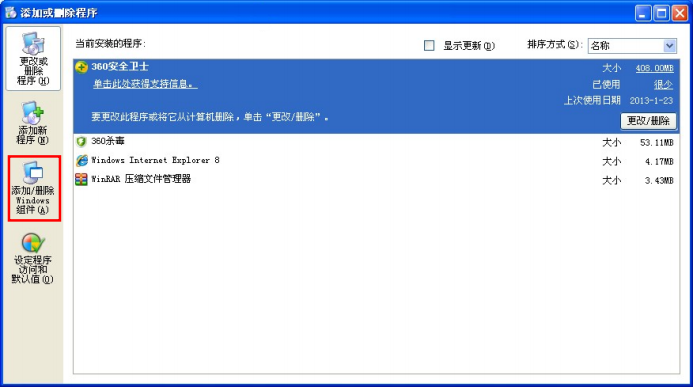 添加或删除程序
更改或
删除
程序(H)
添加新
程序(N)
添加/删除
Windows
组件(A)
设定程序
访问和
默认值(O)
当前安装的程序:
显示更新(D)
排序方式(S): 名称
360安全卫士 大小 408.00MB
单击此处获得支持信息。 已使用 很少
上次使用日期 2013-1-23
要更改此程序或将它从计算机删除，单击“更改/删除”。 更改/删除
360杀毒 大小 53.11MB
Windows Internet Explorer 8 大小 4.17MB
WinRAR 压缩文件管理器 大小 3.43MB